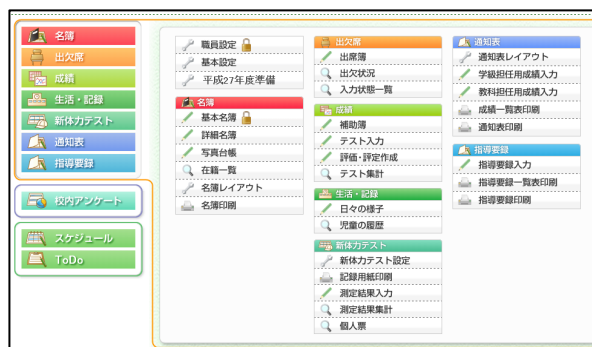 名簿
出欠席
成績
生活・記録
新体力テスト
通知表
指導要録
校内アンケート
スケジュール
ToDo
職員設定
基本設定
平成27年度準備
名簿
基本名簿
詳細名簿
写真台帳
在籍一覧
名簿レイアウト
名簿印刷
出欠席
出席簿
出欠状況
入力状態一覧
成績
補助簿
テスト入力
評価・評定作成
テスト集計
生活・記録
日々の様子
児童の履歴
新体力テスト
新体力テスト設定
記録用紙印刷
測定結果入力
測定結果集計
個人票
通知表
通知表レイアウト
学級担任用成績入力
教科担任用成績入力
成績一覧表印刷
通知表印刷
指導要録
指導要録入力
指導要録一覧表印刷
指導要録印刷